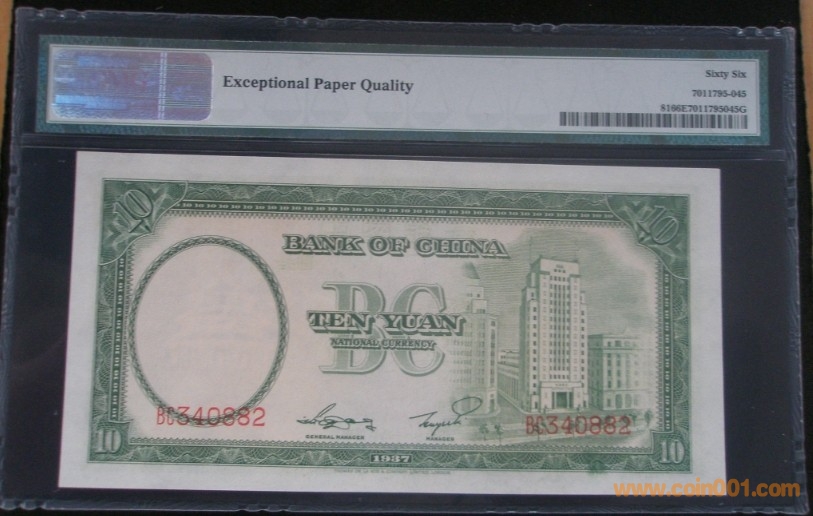 Exceptional Paper Quality
Sixty Six
7011795-045
8166E7011795045G
10
10
BANK OF CHINA
BC
TEN YUAN
NATIONAL CURRENCY
BC340882
BC340882
GENERAL MANAGER
MANAGER
10
1937
10
www.coin001.com